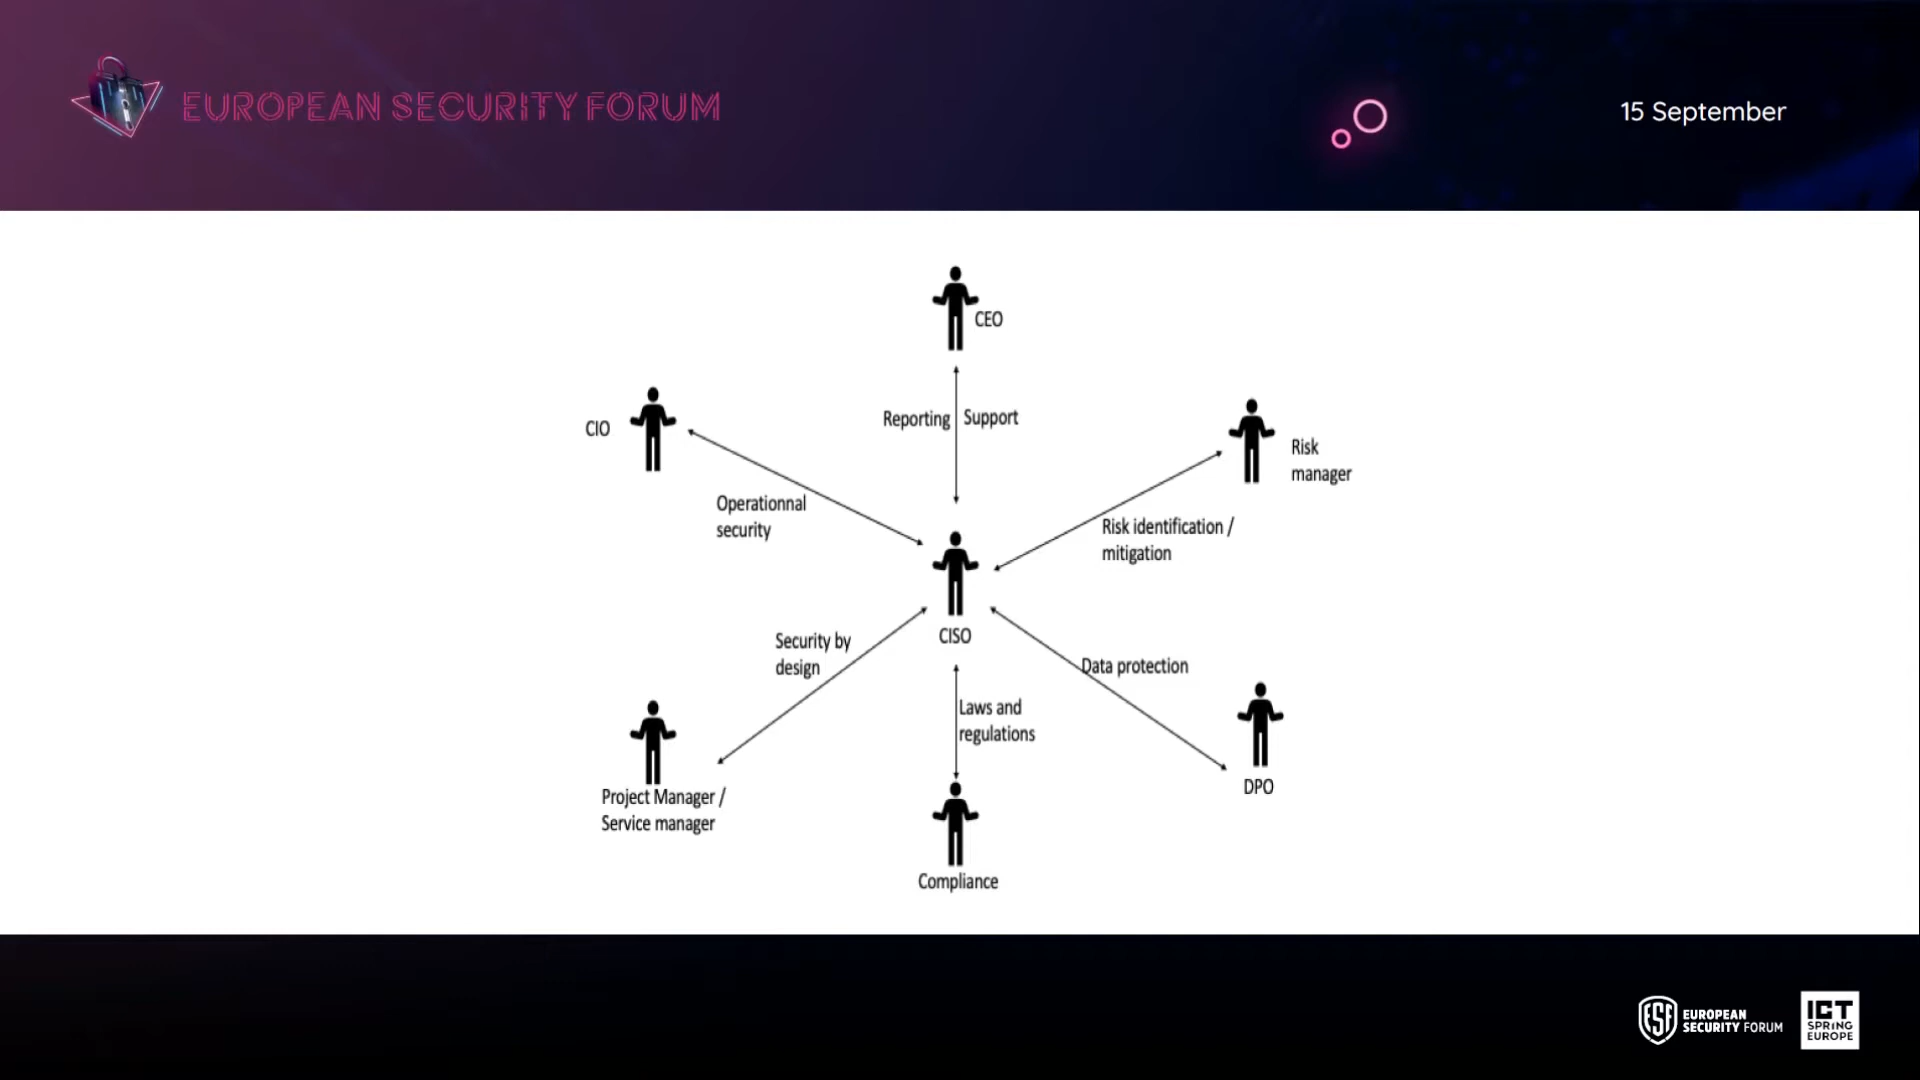 EUROPEAN SECURITY FORUM
15 September
CEO
CIO
Reporting
Support
Risk
manager
Operationnal
security
Risk identification /
mitigation
CISO
Security by
design
Data protection
Laws and
regulations
Project Manager /
Service manager
DPO
Compliance
ESF
EUROPEAN
SECURITY FORUM
ICT
SPRING
EUROPE